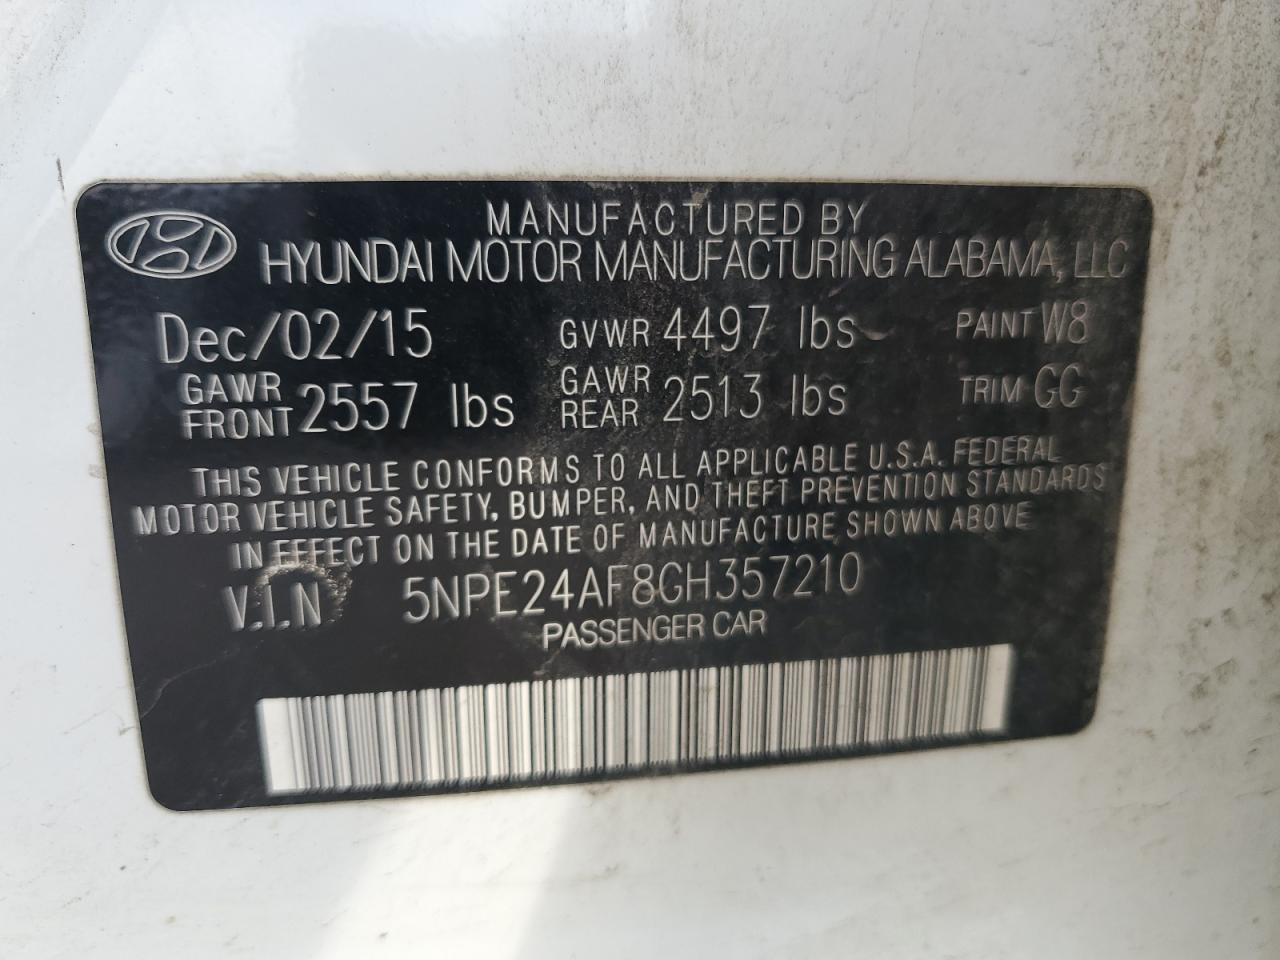 MANUFACTURED BY
HYUNDAI MOTOR MANUFACTURING ALABAMA, LLC
Dec/02/15 GVWR 4497 lbs PAINT W8
GAWR FRONT 2557 lbs GAWR REAR 2513 lbs TRIM GG
THIS VEHICLE CONFORMS TO ALL APPLICABLE U.S.A. FEDERAL
MOTOR VEHICLE SAFETY, BUMPER, AND THEFT PREVENTION STANDARDS
IN EFFECT ON THE DATE OF MANUFACTURE SHOWN ABOVE
V.I.N 5NPE24AF8GH357210
PASSENGER CAR